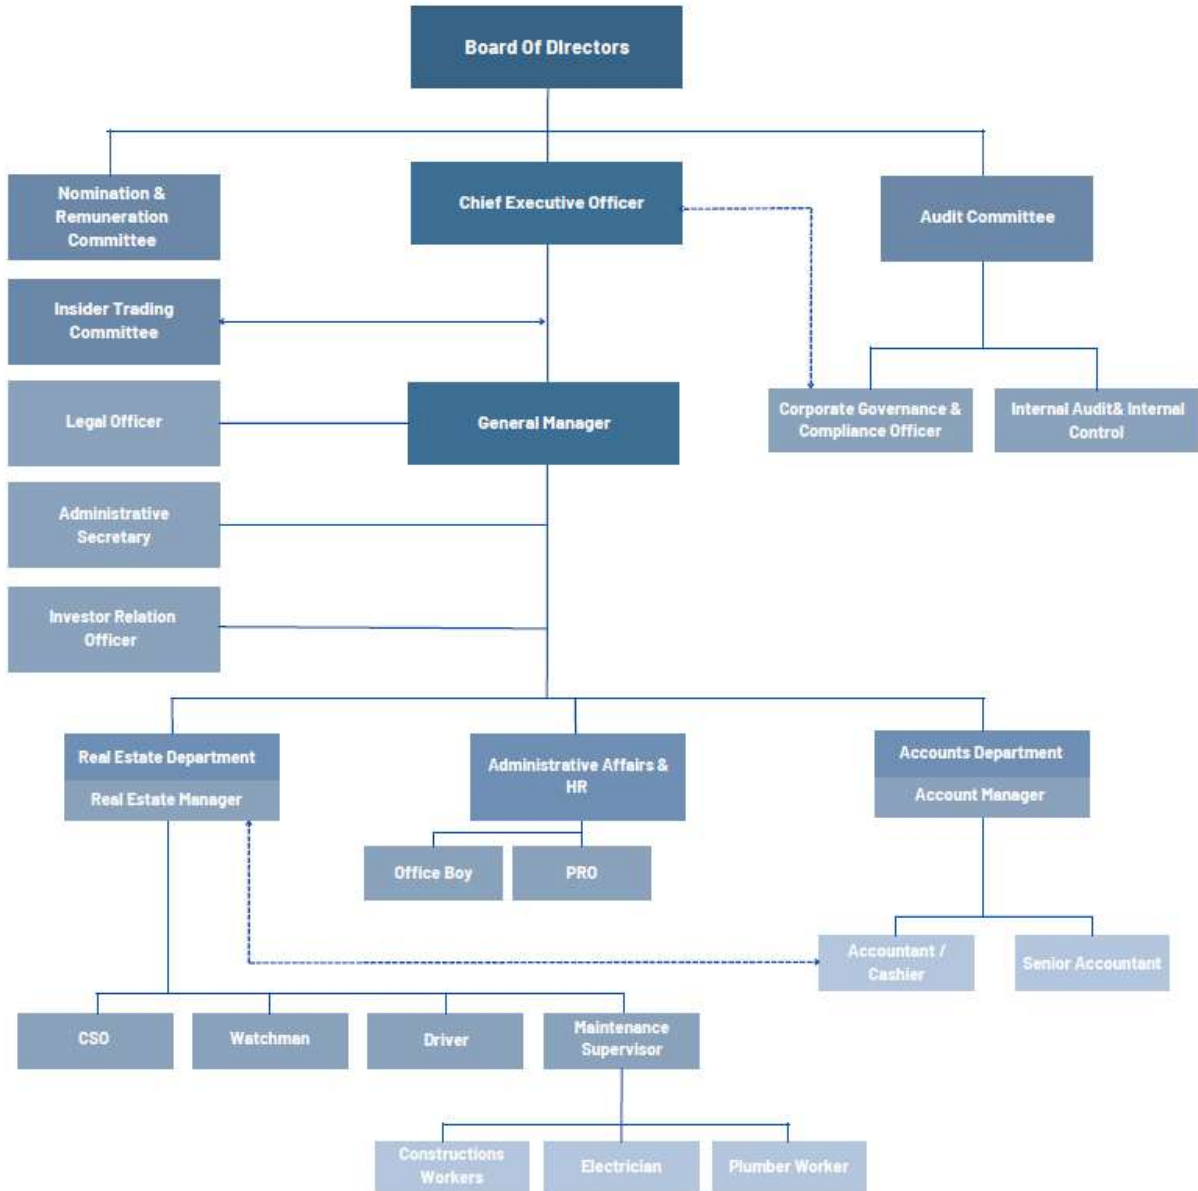 Board Of DIrectors
Nomination &
Remuneration
Committee
Chief Executive Officer
Audit Committee
Insider Trading
Committee
Legal Officer
General Manager
Corporate Governance &
Compliance Officer
Internal Audit& Internal
Control
Administrative
Secretary
Investor Relation
Officer
Real Estate Department
Real Estate Manager
Administrative Affairs &
HR
Accounts Department
Account Manager
Office Boy
PRO
Accountant /
Cashier
Senior Accountant
CSO
Watchman
Driver
Maintenance
Supervisor
Constructions
Workers
Electrician
Plumber Worker